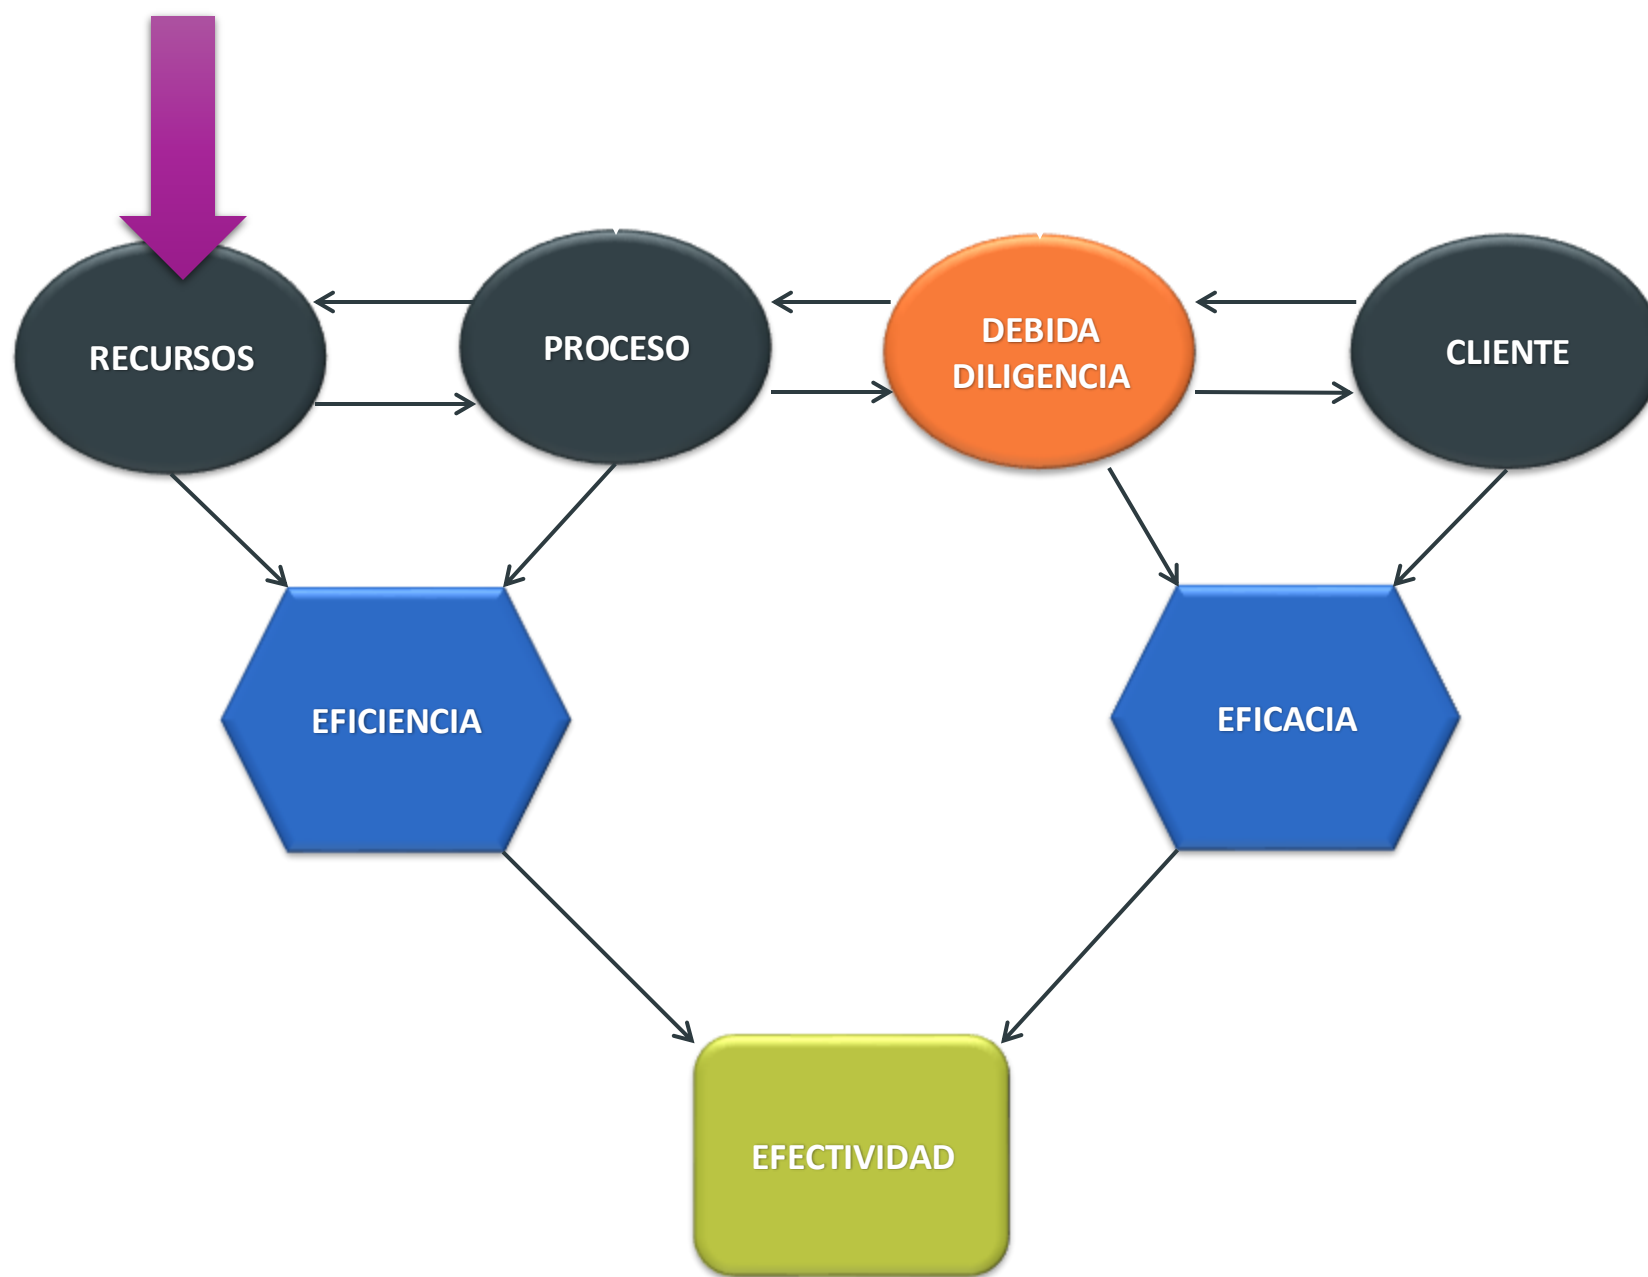 RECURSOS
PROCESO
DEBIDA
DILIGENCIA
CLIENTE
EFICIENCIA
EFICACIA
EFECTIVIDAD